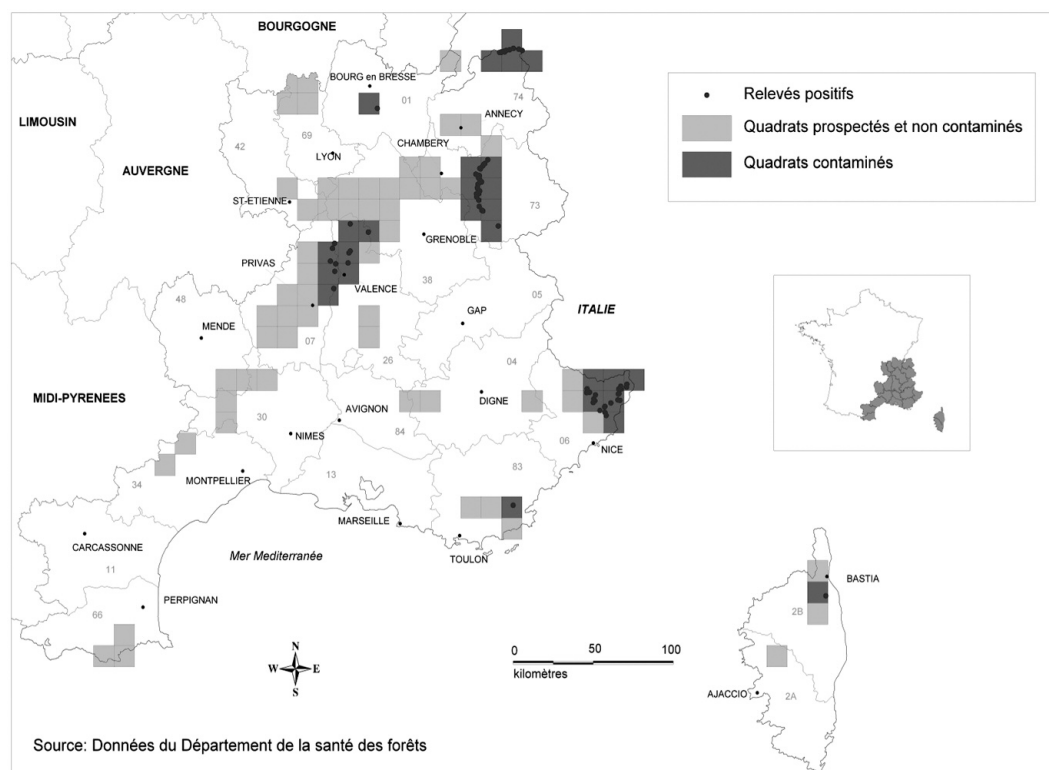 BOURGOGNE
BOURG en BRESSE
01
74
ANNECY
LIMOUSIN
69
42
LYON
CHAMBERY
AUVERGNE
ST-ETIENNE
73
GRENOBLE
PRIVAS
38
VALENCE
48
05
ITALIE
GAP
MENDE
07
26
04
MIDI-PYRENEES
DIGNE
30
AVIGNON
84
NIMES
06
NICE
83
MONTPELLIER
34
13
MARSEILLE
TOULON
CARCASSONNE
11
Mer Mediterranée
PERPIGNAN
66
Relevés positifs
Quadrats prospectés et non contaminés
Quadrats contaminés
BASTIA
2B
AJACCIO
2A
N
W E
S
0 50 100
kilomètres
Source: Données du Département de la santé des forêts